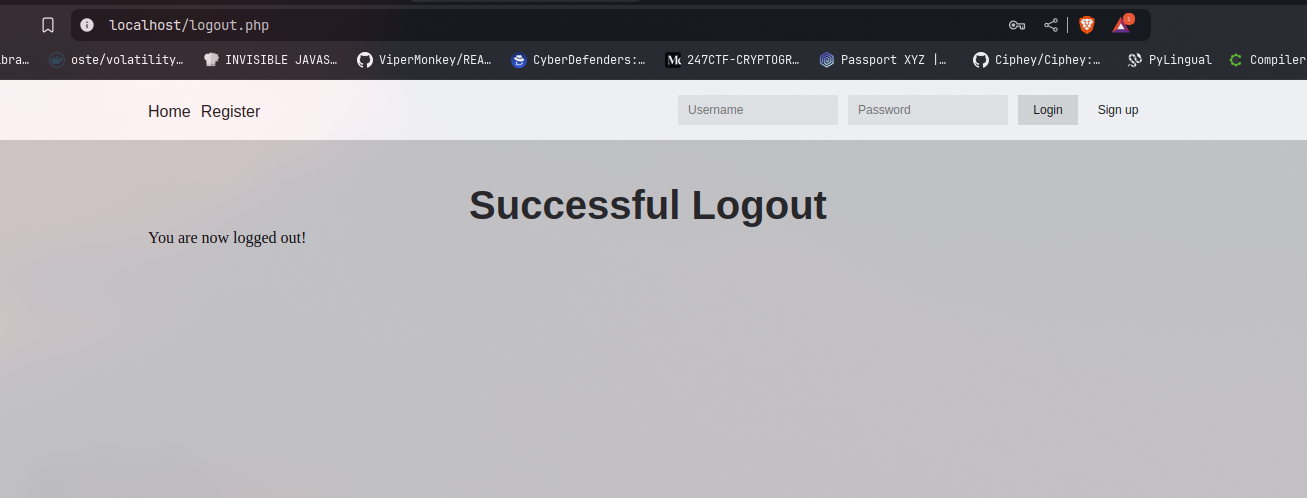 localhost/logout.php
bra… oste/volatility… INVISIBLE JAVAS… ViperMonkey/REA… CyberDefenders:… 247CTF-CRYPTOGR… Passport XYZ |… Ciphey/Ciphey:… PyLingual Compiler
Home Register Username Password Login Sign up
Successful Logout
You are now logged out!